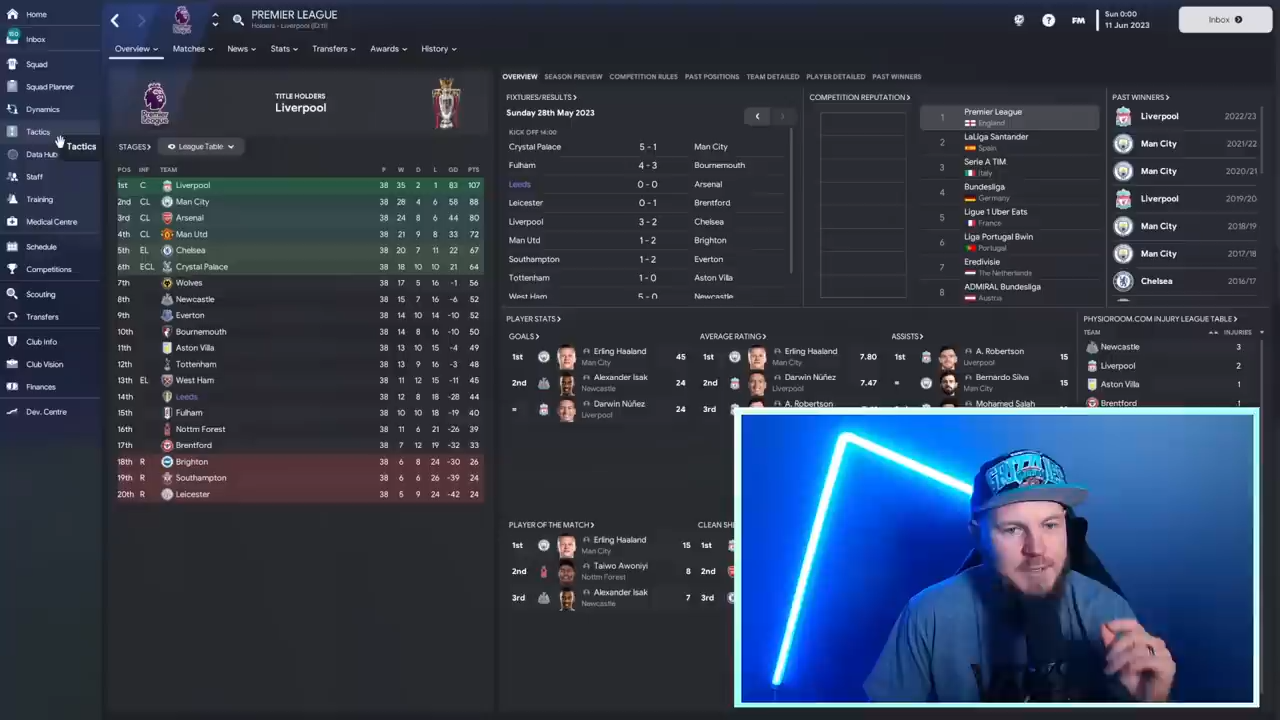 Home
150
Inbox
Squad
Squad Planner
Dynamics
Tactics
Tactics
Data Hub
Staff
Training
Medical Centre
Schedule
Competitions
Scouting
Transfers
Club Info
Club Vision
Finances
Dev. Centre
PREMIER LEAGUE
Holders - Liverpool (ID:11)
FM
Sun 0:00
11 Jun 2023
Inbox
Overview Matches News Stats Transfers Awards History
TITLE HOLDERS
Liverpool
STAGES> League Table
POS INF TEAM P W D L GD PTS
1st C Liverpool 38 35 2 1 83 107
2nd CL Man City 38 28 4 6 58 88
3rd CL Arsenal 38 24 8 6 44 80
4th CL Man Utd 38 21 9 8 33 72
5th EL Chelsea 38 20 7 11 22 67
6th ECL Crystal Palace 38 18 10 10 21 64
7th Wolves 38 17 5 16 -1 56
8th Newcastle 38 15 7 16 -6 52
9th Everton 38 14 10 14 -10 52
10th Bournemouth 38 14 8 16 -10 50
11th Aston Villa 38 13 10 15 -4 49
12th Tottenham 38 13 9 16 -3 48
13th EL West Ham 38 11 12 15 -11 45
14th Leeds 38 12 8 18 -28 44
15th Fulham 38 10 10 18 -19 40
16th Nottm Forest 38 11 6 21 -26 39
17th Brentford 38 7 12 19 -32 33
18th R Brighton 38 6 8 24 -30 26
19th R Southampton 38 6 6 26 -39 24
20th R Leicester 38 5 9 24 -42 24
OVERVIEW SEASON PREVIEW COMPETITION RULES PAST POSITIONS TEAM DETAILED PLAYER DETAILED PAST WINNERS
FIXTURES/RESULTS>
Sunday 28th May 2023
KICK OFF 16:00
Crystal Palace 5 - 1 Man City
Fulham 4 - 3 Bournemouth
Leeds 0 - 0 Arsenal
Leicester 0 - 1 Brentford
Liverpool 3 - 2 Chelsea
Man Utd 1 - 2 Brighton
Southampton 1 - 2 Everton
Tottenham 1 - 0 Aston Villa
West Ham 5 - 0 Newcastle
COMPETITION REPUTATION>
1 Premier League
England
2 LaLiga Santander
Spain
3 Serie A TIM
Italy
4 Bundesliga
Germany
5 Ligue 1 Uber Eats
France
6 Liga Portugal Bwin
Portugal
7 Eredivisie
The Netherlands
8 ADMIRAL Bundesliga
Austria
PAST WINNERS>
Liverpool 2022/23
Man City 2021/22
Man City 2020/21
Liverpool 2019/20
Man City 2018/19
Man City 2017/18
Chelsea 2016/17
PLAYER STATS>
GOALS>
1st Erling Haaland 45
Man City
2nd Alexander Isak 24
Newcastle
= Darwin Núñez 24
Liverpool
AVERAGE RATING>
1st Erling Haaland 7.80
Man City
2nd Darwin Núñez 7.47
Liverpool
3rd A. Robertson
ASSISTS>
1st A. Robertson 15
Liverpool
= Bernardo Silva 15
Man City
Mohamed Salah
PHYSIOROOM.COM INJURY LEAGUE TABLE>
TEAM INJURIES
Newcastle 3
Liverpool 2
Aston Villa 1
Brentford 1
PLAYER OF THE MATCH>
1st Erling Haaland 15
Man City
2nd Taiwo Awoniyi 8
Nottm Forest
3rd Alexander Isak 7
Newcastle
CLEAN SHE
1st
2nd
3rd